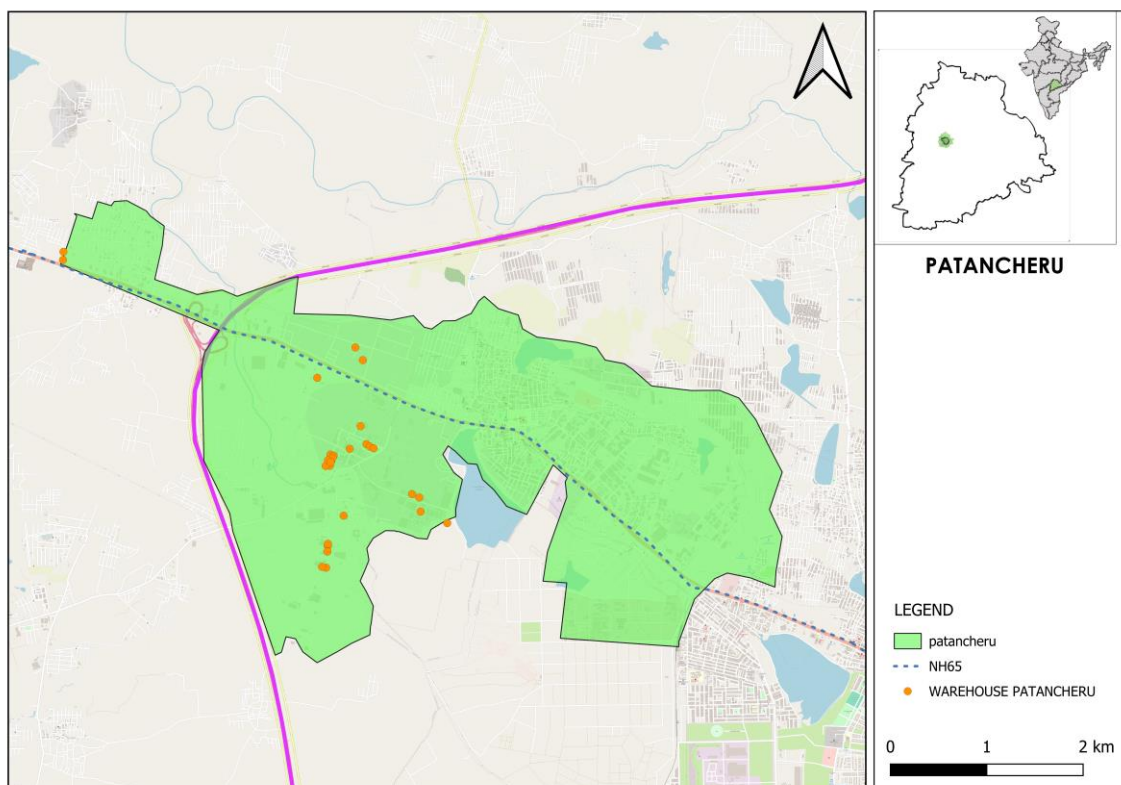 PATANCHERU
LEGEND
patancheru
NH65
WAREHOUSE PATANCHERU
0 1 2 km